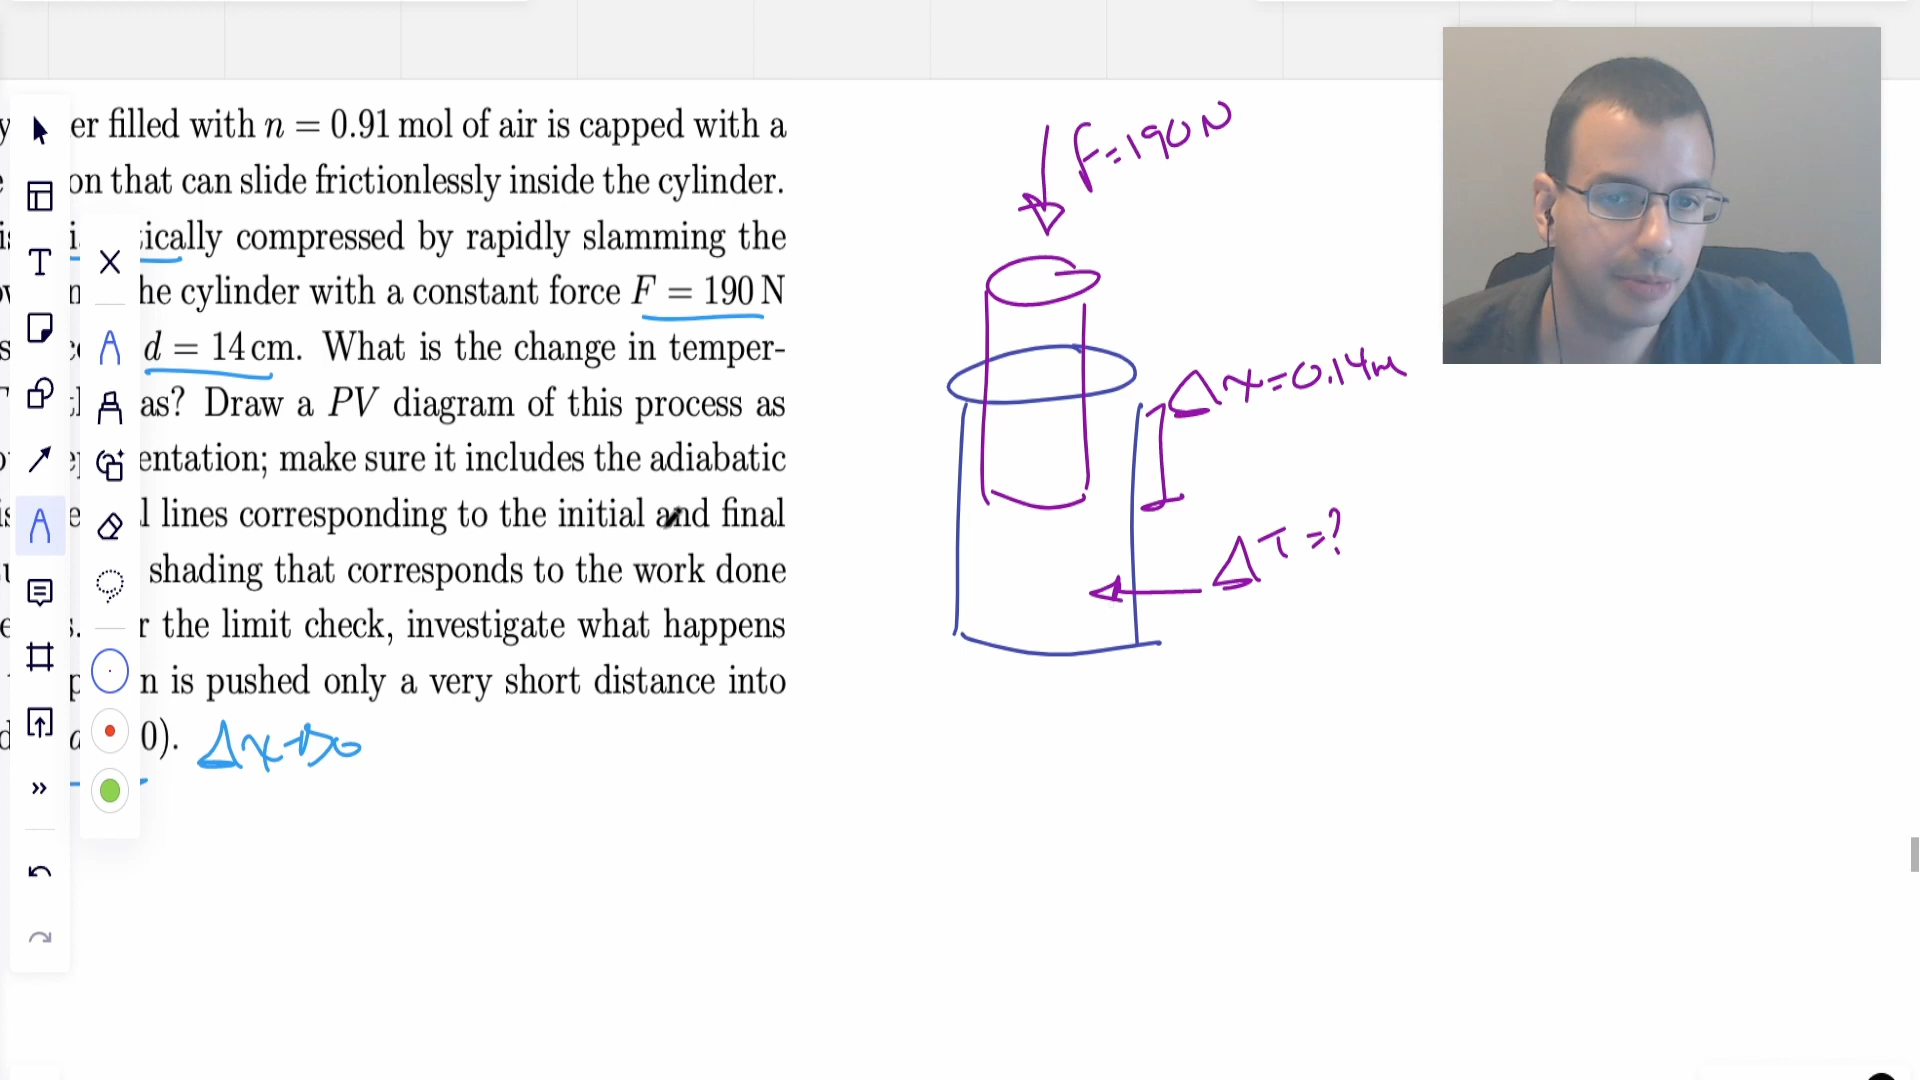 er filled with n = 0.91 mol of air is capped with a
on that can slide frictionlessly inside the cylinder.
ically compressed by rapidly slamming the
he cylinder with a constant force F = 190 N
d = 14 cm. What is the change in temper-
as? Draw a PV diagram of this process as
entation; make sure it includes the adiabatic
l lines corresponding to the initial and final
shading that corresponds to the work done
r the limit check, investigate what happens
n is pushed only a very short distance into
0). Δx→0
F=190N
Δx=0.14m
ΔT=?
T